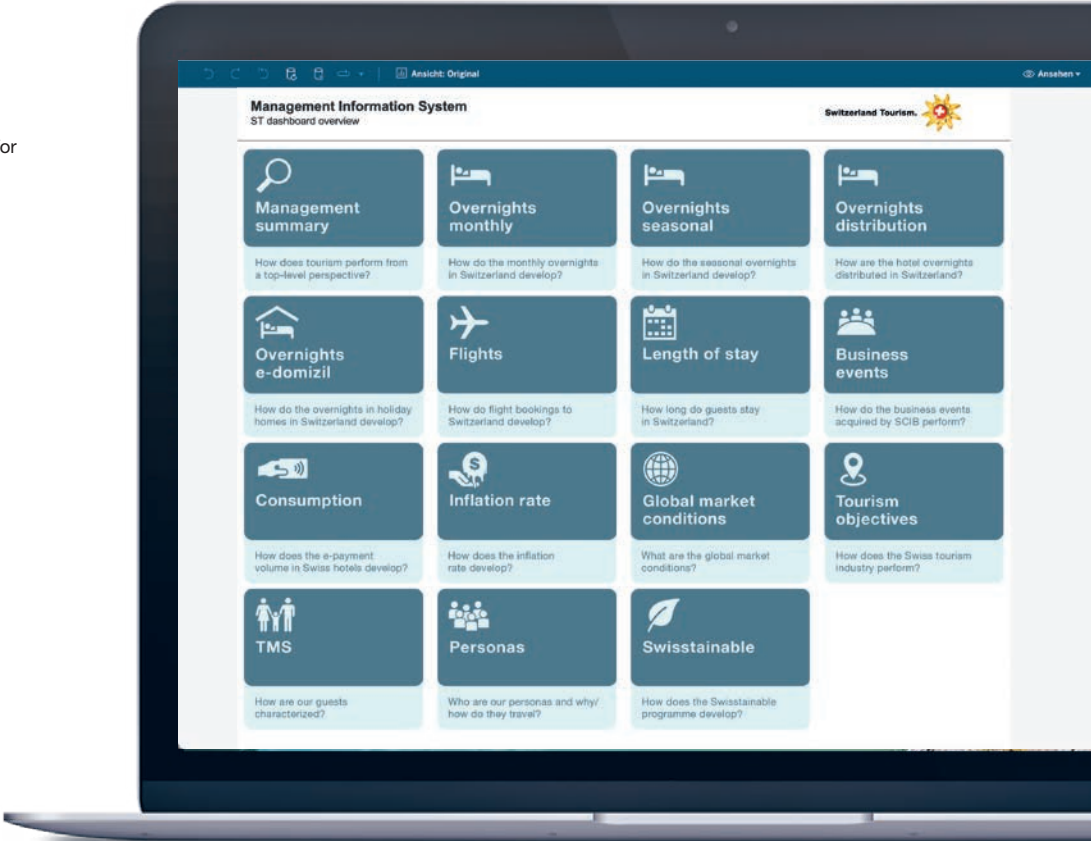 or
Ansicht: Original
Ansehen
Management Information System
ST dashboard overview
Switzerland Tourism.
Management
summary
How does tourism perform from
a top-level perspective?
Overnights
monthly
How do the monthly overnights
in Switzerland develop?
Overnights
seasonal
How do the seasonal overnights
in Switzerland develop?
Overnights
distribution
How are the hotel overnights
distributed in Switzerland?
Overnights
e-domizil
How do the overnights in holiday
homes in Switzerland develop?
Flights
How do flight bookings to
Switzerland develop?
Length of stay
How long do guests stay
in Switzerland?
Business
events
How do the business events
acquired by SCIB perform?
Consumption
How does the e-payment
volume in Swiss hotels develop?
$
Inflation rate
How does the inflation
rate develop?
Global market
conditions
What are the global market
conditions?
Tourism
objectives
How does the Swiss tourism
industry perform?
TMS
How are our guests
characterized?
Personas
Who are our personas and why/
how do they travel?
Swisstainable
How does the Swisstainable
programme develop?